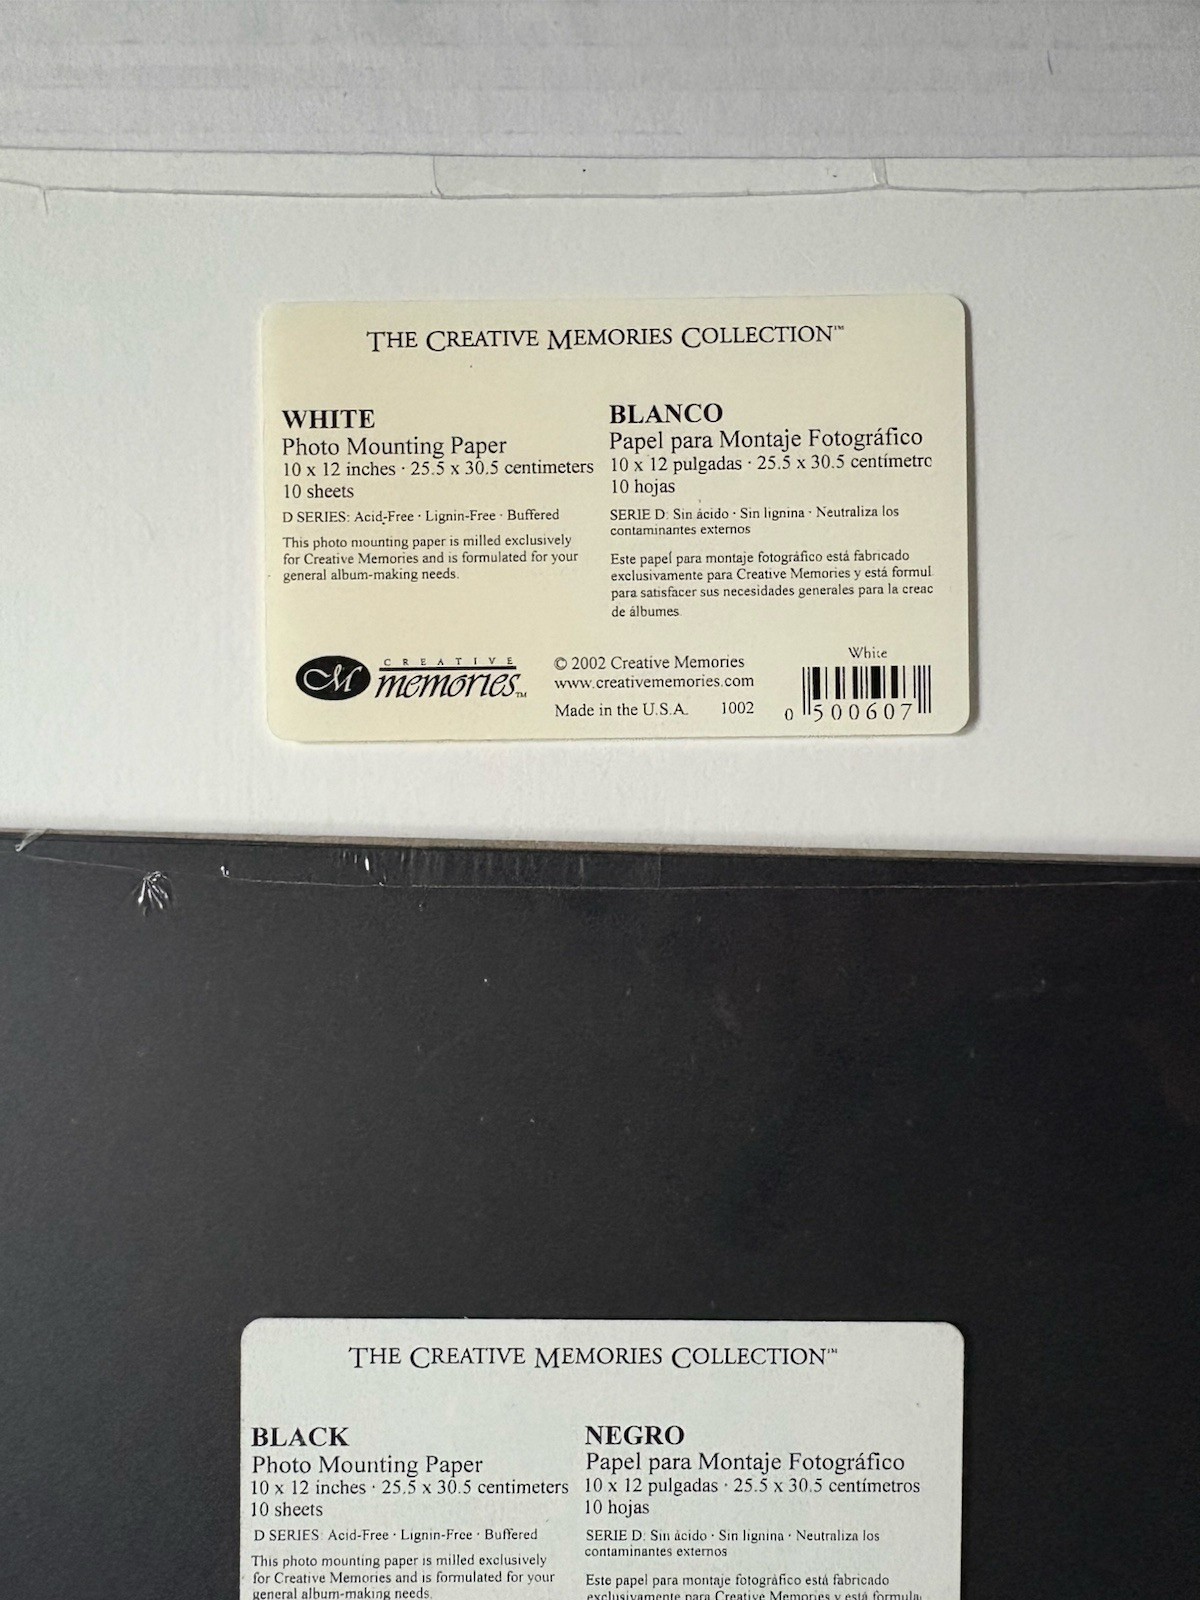 THE CREATIVE MEMORIES COLLECTION™
WHITE
Photo Mounting Paper
10 x 12 inches · 25.5 x 30.5 centimeters
10 sheets
D SERIES: Acid-Free · Lignin-Free · Buffered
This photo mounting paper is milled exclusively
for Creative Memories and is formulated for your
general album-making needs.
BLANCO
Papel para Montaje Fotográfico
10 x 12 pulgadas · 25.5 x 30.5 centímetrc
10 hojas
SERIE D: Sin ácido · Sin lignina · Neutraliza los
contaminantes externos
Este papel para montaje fotográfico está fabricado
exclusivamente para Creative Memories y está formul
para satisfacer sus necesidades generales para la creac
de álbumes.
M CREATIVE
memories™
© 2002 Creative Memories
www.creativememories.com
Made in the U.S.A. 1002
White
0 500607
THE CREATIVE MEMORIES COLLECTION™
BLACK
Photo Mounting Paper
10 x 12 inches · 25.5 x 30.5 centimeters
10 sheets
D SERIES: Acid-Free · Lignin-Free · Buffered
This photo mounting paper is milled exclusively
for Creative Memories and is formulated for your
general album-making needs.
NEGRO
Papel para Montaje Fotográfico
10 x 12 pulgadas · 25.5 x 30.5 centímetros
10 hojas
SERIE D: Sin ácido · Sin lignina · Neutraliza los
contaminantes externos
Este papel para montaje fotográfico está fabricado
exclusivamente para Creative Memories y está formula